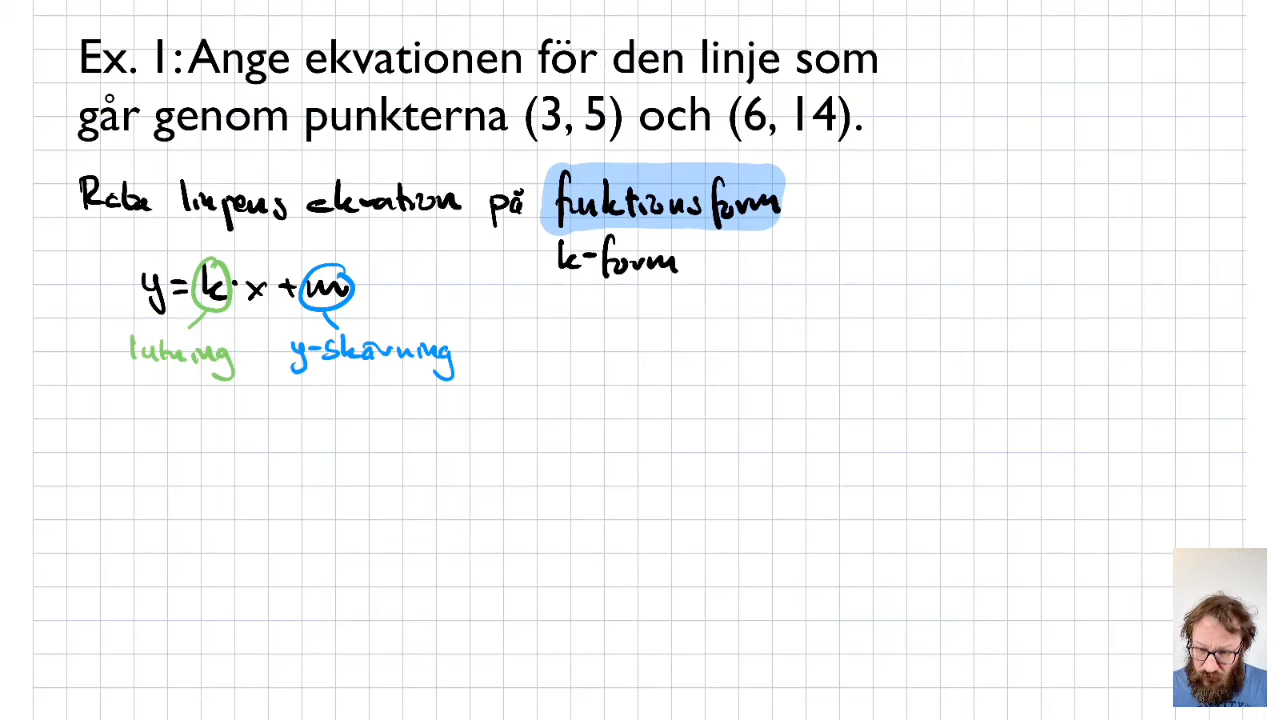 Ex. 1: Ange ekvationen för den linje som
går genom punkterna (3, 5) och (6, 14).
Räta linjens ekvation på funktionsform
k-form
y = k · x + m
lutning y-skärning